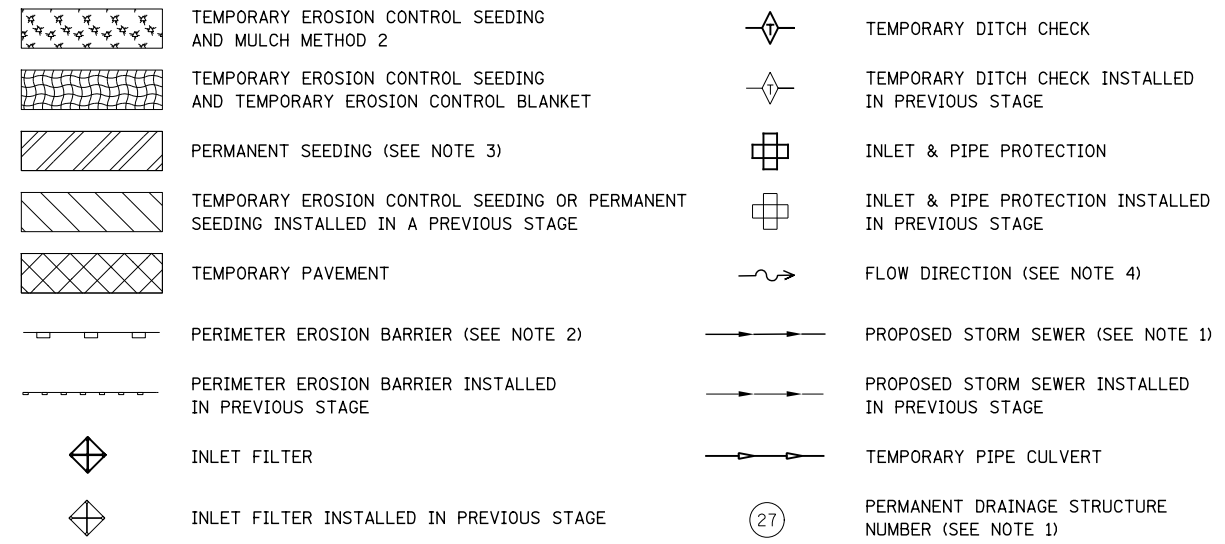 TEMPORARY EROSION CONTROL SEEDING
AND MULCH METHOD 2
TEMPORARY EROSION CONTROL SEEDING
AND TEMPORARY EROSION CONTROL BLANKET
PERMANENT SEEDING (SEE NOTE 3)
TEMPORARY EROSION CONTROL SEEDING OR PERMANENT
SEEDING INSTALLED IN A PREVIOUS STAGE
TEMPORARY PAVEMENT
PERIMETER EROSION BARRIER (SEE NOTE 2)
PERIMETER EROSION BARRIER INSTALLED
IN PREVIOUS STAGE
INLET FILTER
INLET FILTER INSTALLED IN PREVIOUS STAGE
T
TEMPORARY DITCH CHECK
T
TEMPORARY DITCH CHECK INSTALLED
IN PREVIOUS STAGE
INLET & PIPE PROTECTION
INLET & PIPE PROTECTION INSTALLED
IN PREVIOUS STAGE
FLOW DIRECTION (SEE NOTE 4)
PROPOSED STORM SEWER (SEE NOTE 1)
PROPOSED STORM SEWER INSTALLED
IN PREVIOUS STAGE
TEMPORARY PIPE CULVERT
27
PERMANENT DRAINAGE STRUCTURE
NUMBER (SEE NOTE 1)